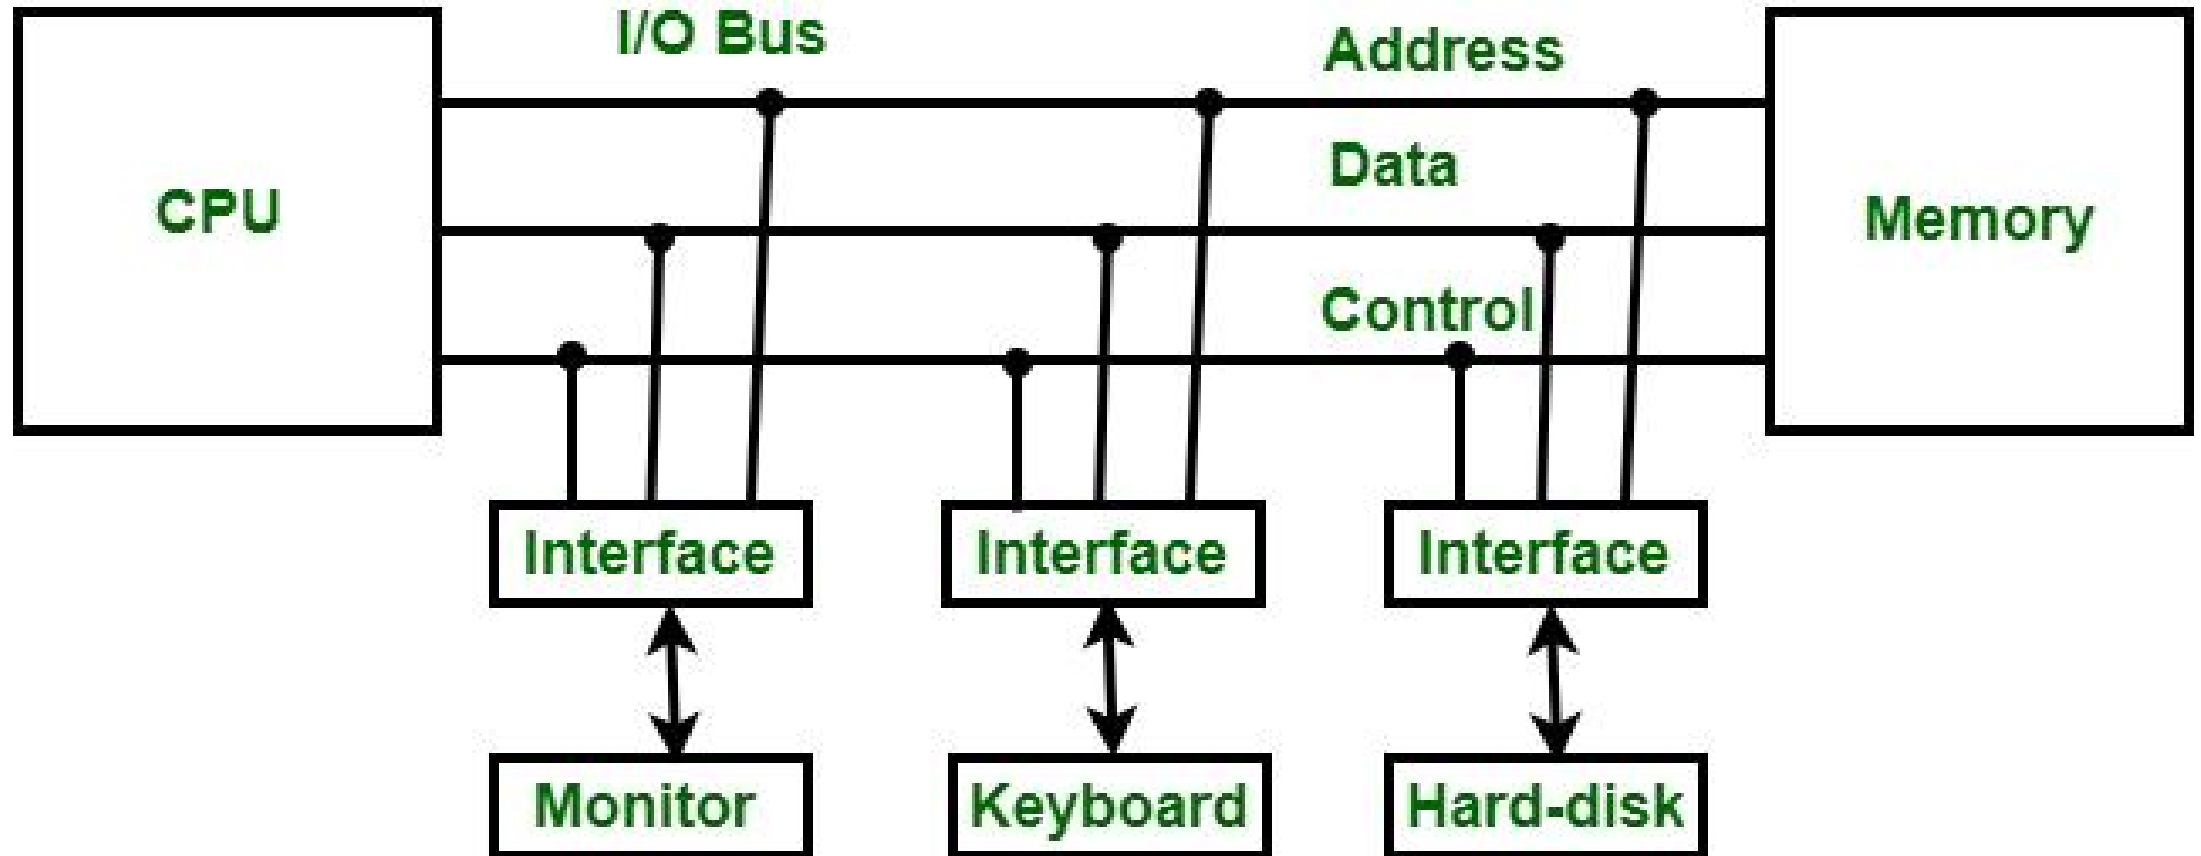 I/O Bus
Address
Data
CPU
Memory
Control
Interface
Interface
Interface
Monitor
Keyboard
Hard-disk